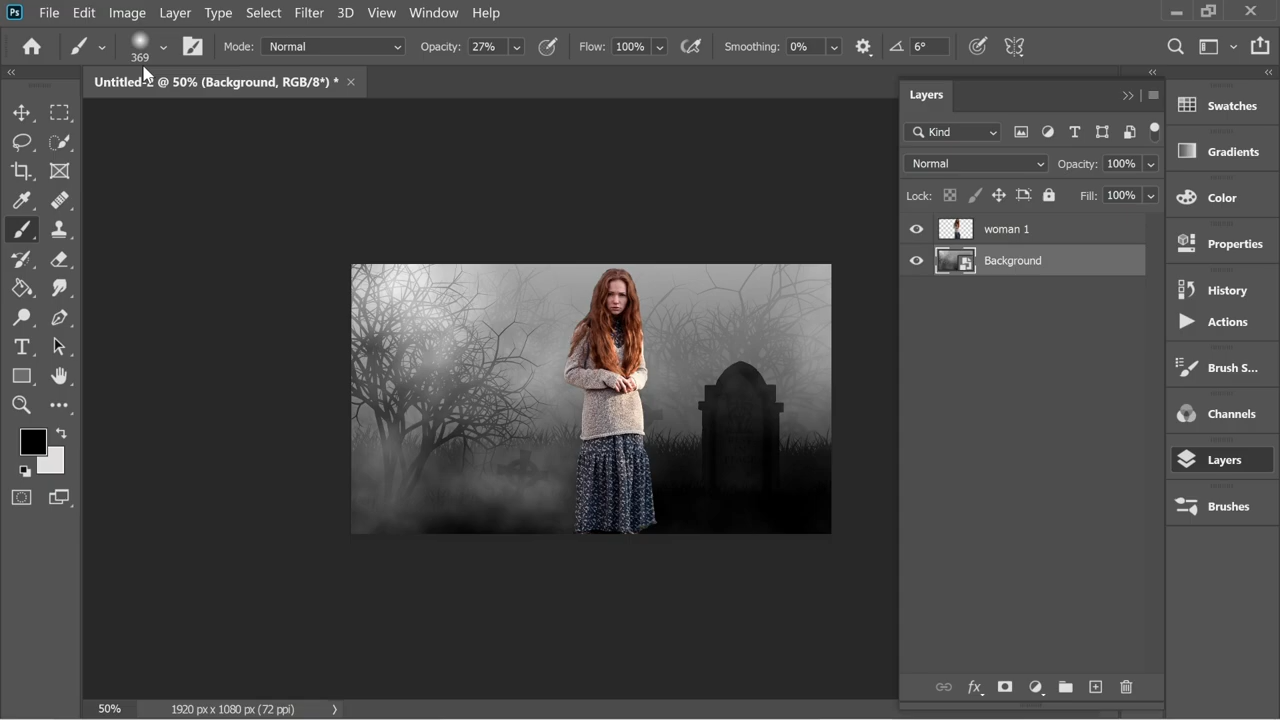 Ps File Edit Image Layer Type Select Filter 3D View Window Help
369 Mode: Normal Opacity: 27% Flow: 100% Smoothing: 0% 6°
Untitled-2 @ 50% (Background, RGB/8*) *
Layers
Kind
Normal Opacity: 100%
Lock: Fill: 100%
woman 1
Background
Swatches
Gradients
Color
Properties
History
Actions
Brush S...
Channels
Layers
Brushes
50% 1920 px x 1080 px (72 ppi)